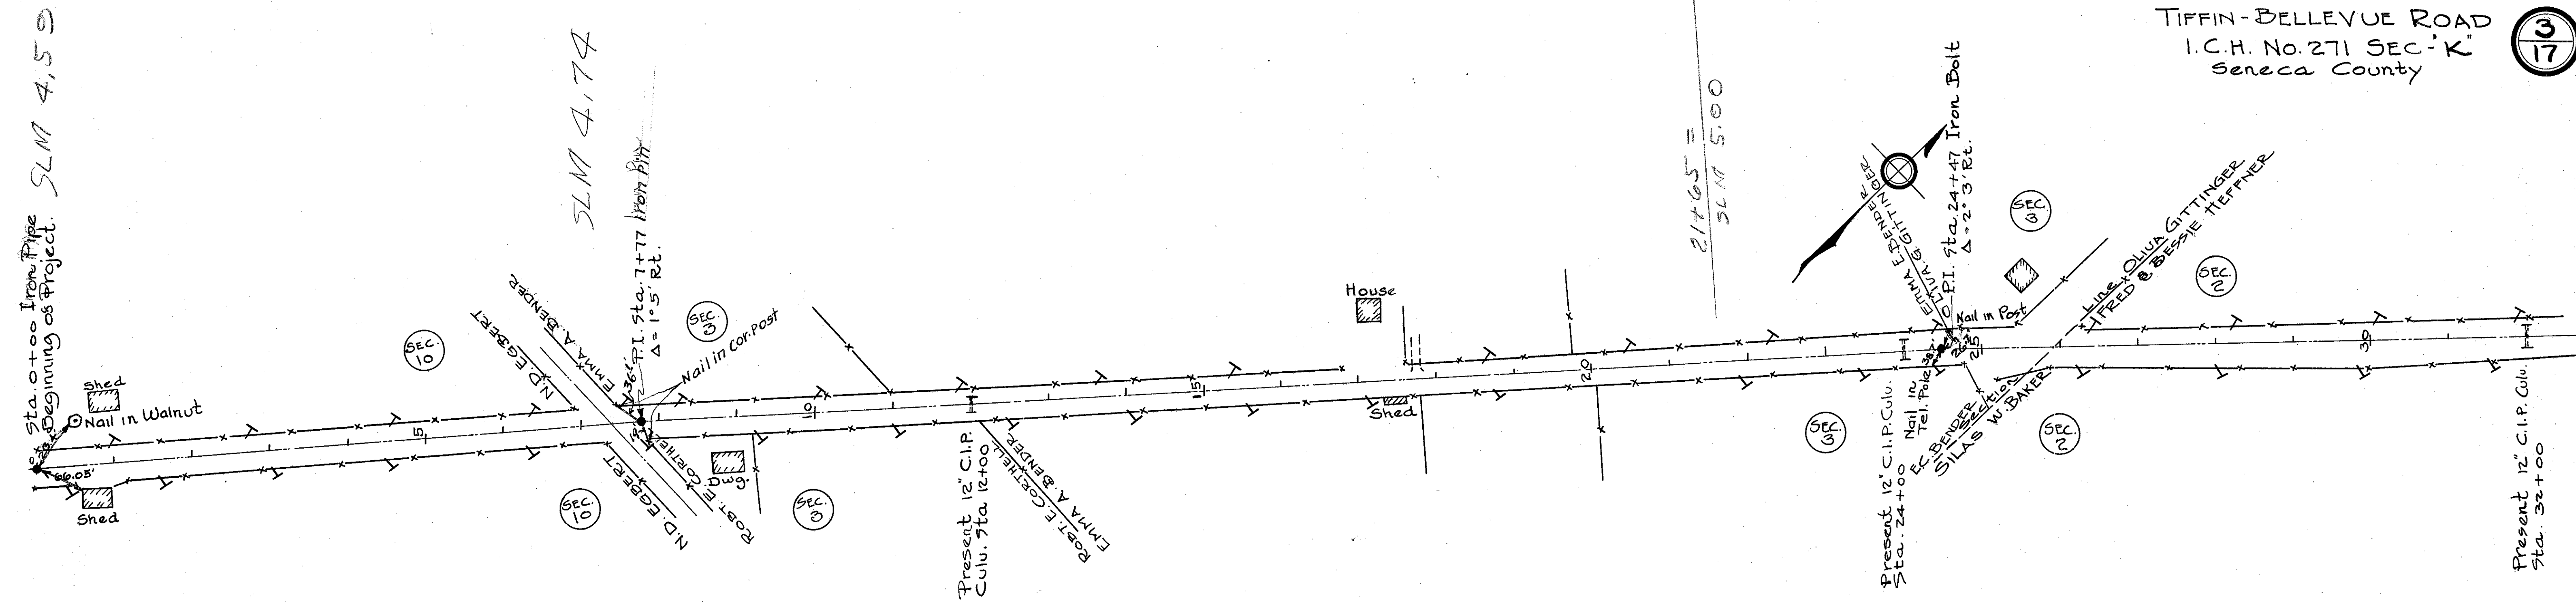 TIFFIN-BELLEVUE ROAD
I.C.H. No. 271 SEC-"K"
Seneca County
3
17
SLM 4.59
Sta. 0+00 Iron Pipe
Beginning of Project.
Shed
Nail in Walnut
0
66.05'
Shed
5
SEC. 10
SEC. 10
N.D. EGBERT
EMMA A. BENDER
N.D. EGBERT
ROBT. E. CORTHELL
SLM 4.74
P.I. Sta. 7+77 Iron Pin
Δ = 1° 5' Rt.
SEC. 3
Nail in Cor. Post
Dwg.
SEC. 3
10
Present 12" C.I.P.
Culv. Sta 12+00
ROBT. E. CORTHELL
EMMA A. BENDER
15
House
Shed
20
21+65 =
SLM 5.00
EMMA E. BENDER
OLIVIA G. GITTINGER
P.I. Sta. 24+47 Iron Bolt
Δ = 2° 3' Rt.
Nail in Post
38.7'
25
SEC. 3
SEC. 3
Present 12" C.I.P. Culv.
Sta. 24+00
Nail in
Tel. Pole
E.C. BENDER
Section
SILAS W. BAKER
Line
OLIVA GITTINGER
FRED & BESSIE HEFFNER
SEC. 2
SEC. 2
30
Present 12" C.I.P. Culv.
Sta. 32+00